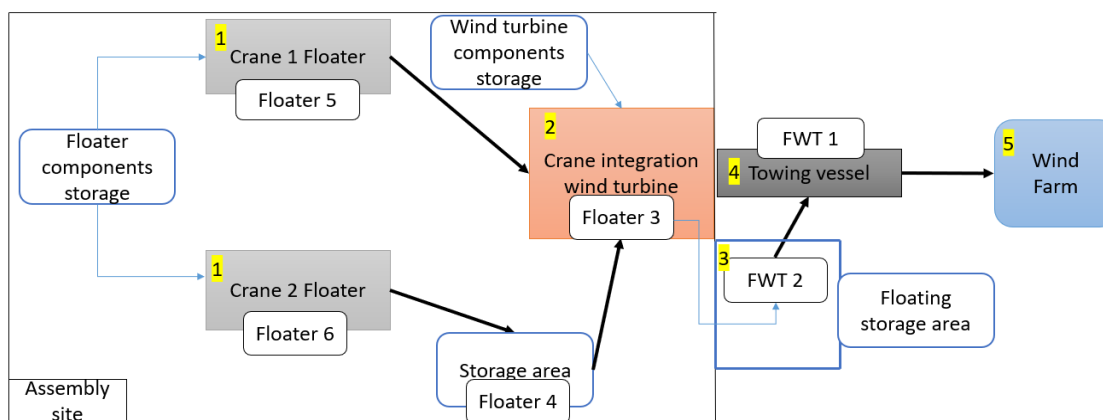 1
Crane 1 Floater
Floater 5
Wind turbine
components
storage
Floater
components
storage
2
Crane integration
wind turbine
Floater 3
FWT 1
4
Towing vessel
5
Wind
Farm
1
Crane 2 Floater
Floater 6
3
FWT 2
Floating
storage area
Storage area
Floater 4
Assembly
site